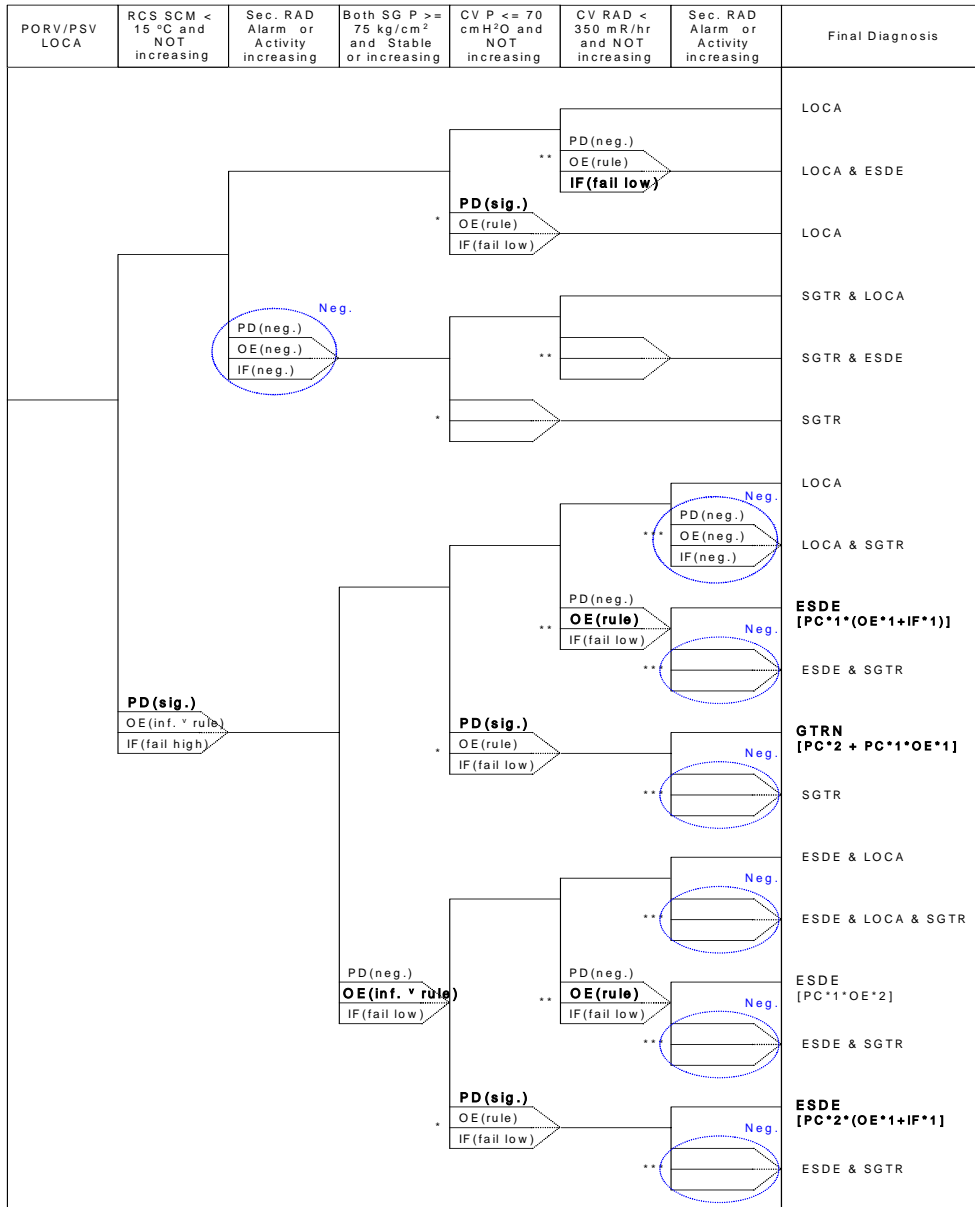 PORV/PSV
LOCA
RCS SCM <
15 ºC and
NOT
increasing
Sec. RAD
Alarm or
Activity
increasing
Both SG P >=
75 kg/cm²
and Stable
or increasing
CV P <= 70
cmH²O and
NOT
increasing
CV RAD <
350 mR/hr
and NOT
increasing
Sec. RAD
Alarm or
Activity
increasing
Final Diagnosis
LOCA
PD(neg.)
**
OE(rule)
IF(fail low)
LOCA & ESDE
PD(sig.)
*
OE(rule)
IF(fail low)
LOCA
SGTR & LOCA
Neg.
PD(neg.)
OE(neg.)
IF(neg.)
**
SGTR & ESDE
*
SGTR
LOCA
Neg.
PD(neg.)
***
OE(neg.)
IF(neg.)
LOCA & SGTR
PD(neg.)
**
OE(rule)
IF(fail low)
ESDE
[PC*1*(OE*1+IF*1)]
Neg.
***
ESDE & SGTR
PD(sig.)
OE(inf. ᵛ rule)
IF(fail high)
PD(sig.)
*
OE(rule)
IF(fail low)
GTRN
[PC*2 + PC*1*OE*1]
Neg.
***
SGTR
ESDE & LOCA
Neg.
***
ESDE & LOCA & SGTR
PD(neg.)
OE(inf. ᵛ rule)
IF(fail low)
PD(neg.)
**
OE(rule)
IF(fail low)
ESDE
[PC*1*OE*2]
Neg.
***
ESDE & SGTR
PD(sig.)
*
OE(rule)
IF(fail low)
ESDE
[PC*2*(OE*1+IF*1]
Neg.
***
ESDE & SGTR